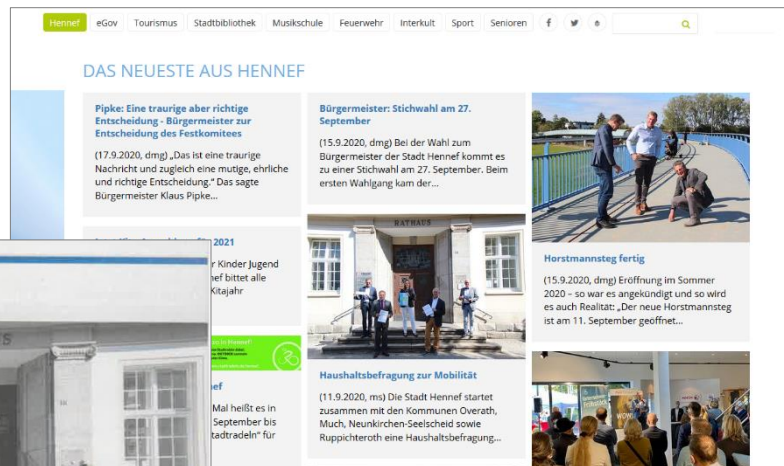 Hennef eGov Tourismus Stadtbibliothek Musikschule Feuerwehr Interkult Sport Senioren
DAS NEUESTE AUS HENNEF
Pipke: Eine traurige aber richtige
Entscheidung - Bürgermeister zur
Entscheidung des Festkomitees
(17.9.2020, dmg) „Das ist eine traurige
Nachricht und zugleich eine mutige, ehrliche
und richtige Entscheidung.“ Das sagte
Bürgermeister Klaus Pipke...
2021
Kinder Jugend
bittet alle
Kitajahr
in Hennef!
Mal heißt es in
September bis
tadtradeln“ für
Bürgermeister: Stichwahl am 27.
September
(15.9.2020, dmg) Bei der Wahl zum
Bürgermeister der Stadt Hennef kommt es
zu einer Stichwahl am 27. September. Beim
ersten Wahlgang kam der...
RATHAUS
Haushaltsbefragung zur Mobilität
(11.9.2020, ms) Die Stadt Hennef startet
zusammen mit den Kommunen Overath,
Much, Neunkirchen-Seelscheid sowie
Ruppichteroth eine Haushaltsbefragung...
Horstmannsteg fertig
(15.9.2020, dmg) Eröffnung im Sommer
2020 – so war es angekündigt und so wird
es auch Realität: „Der neue Horstmannsteg
ist am 11. September geöffnet...
WOW